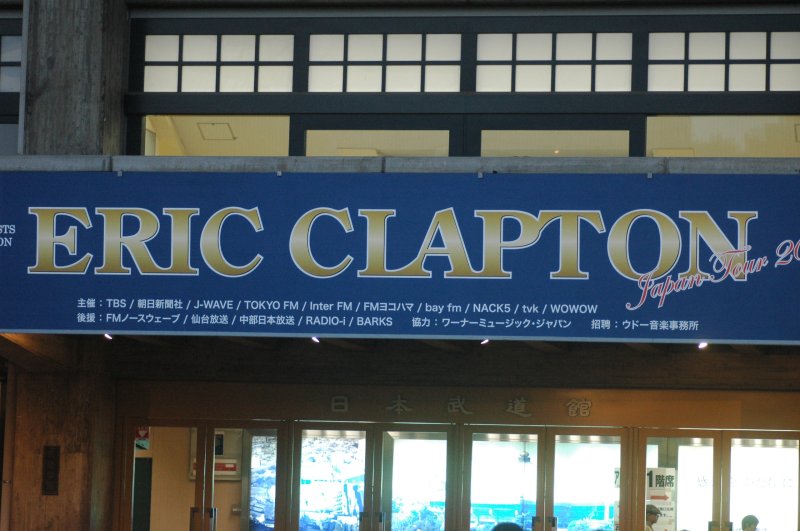 STS
ON
ERIC CLAPTON
Japan Tour 20
主催：TBS / 朝日新聞社 / J-WAVE / TOKYO FM / Inter FM / FMヨコハマ / bay fm / NACK5 / tvk / WOWOW
後援：FMノースウェーブ / 仙台放送 / 中部日本放送 / RADIO-i / BARKS 協力：ワーナーミュージック・ジャパン 招聘：ウドー音楽事務所
日本武道館
1階席